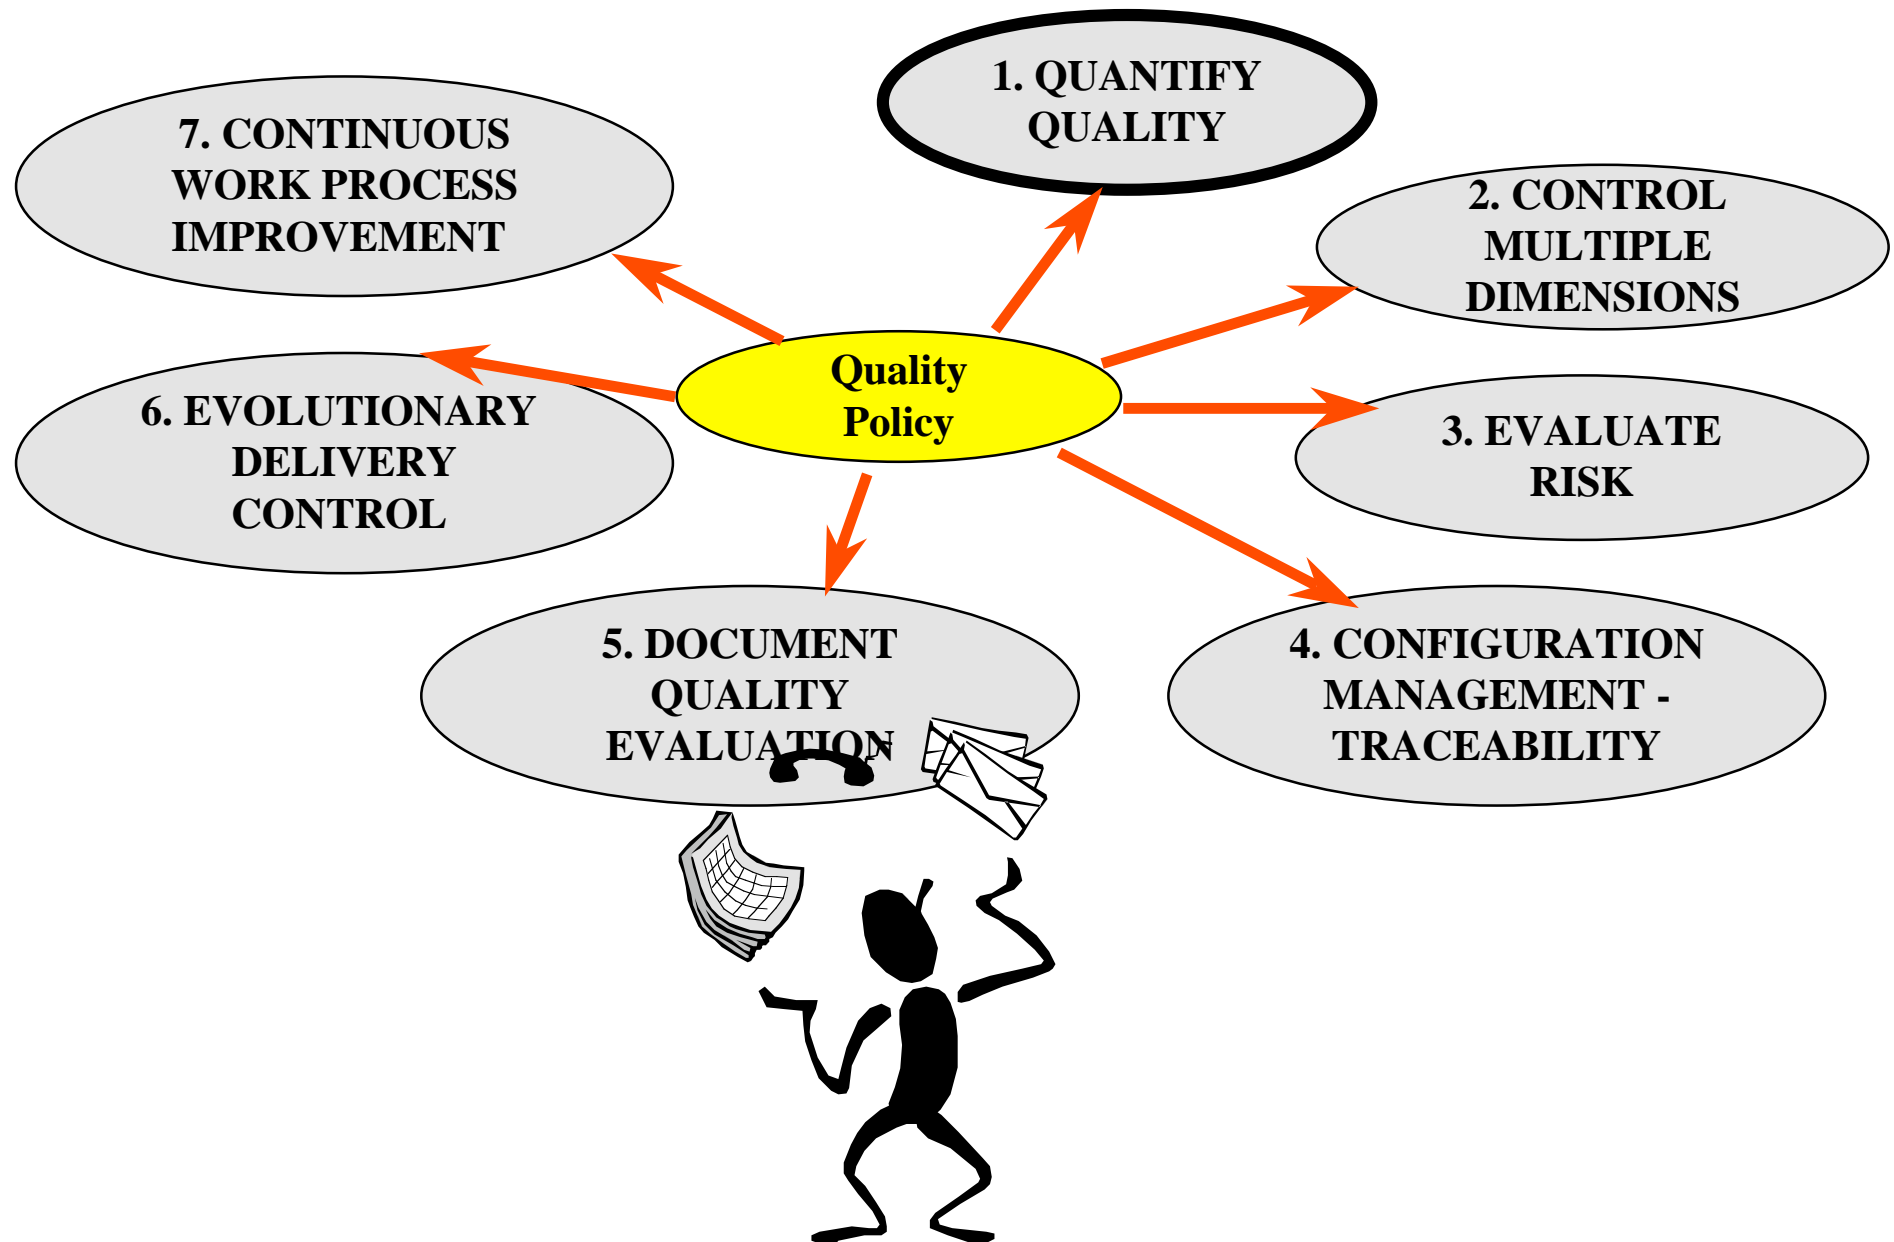 1. QUANTIFY
QUALITY
7. CONTINUOUS
WORK PROCESS
IMPROVEMENT
2. CONTROL
MULTIPLE
DIMENSIONS
Quality
Policy
6. EVOLUTIONARY
DELIVERY
CONTROL
3. EVALUATE
RISK
5. DOCUMENT
QUALITY
EVALUATION
4. CONFIGURATION
MANAGEMENT -
TRACEABILITY